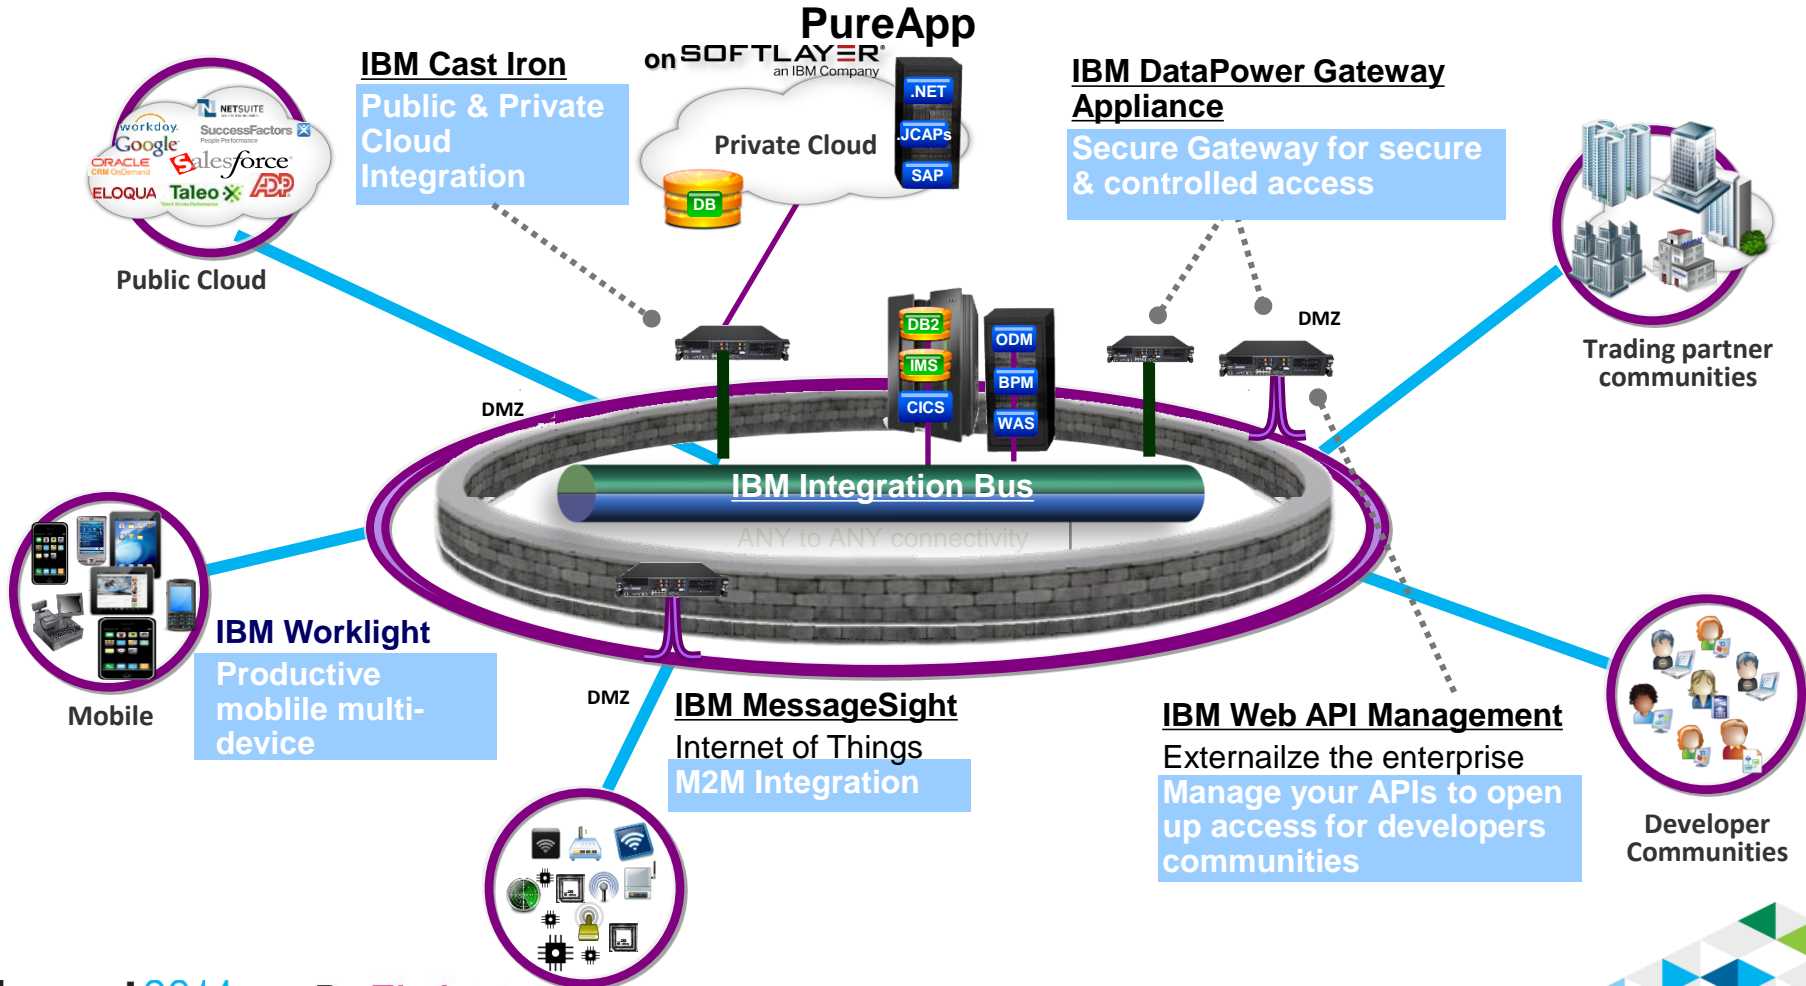 PureApp
on SOFTLAYER
an IBM Company
IBM Cast Iron
Public & Private
Cloud
Integration
Private Cloud
.NET
.JCAPs
SAP
DB
IBM DataPower Gateway
Appliance
Secure Gateway for secure
& controlled access
NETSUITE
workday.
SuccessFactors
People Performance
Google
ORACLE
CRM OnDemand
salesforce
ELOQUA
Taleo
ADP
Public Cloud
Trading partner
communities
DMZ
DB2
IMS
CICS
ODM
BPM
WAS
DMZ
IBM Integration Bus
ANY to ANY connectivity
IBM Worklight
Productive
moblile multi-
device
Mobile
DMZ
IBM MessageSight
Internet of Things
M2M Integration
IBM Web API Management
Externailze the enterprise
Manage your APIs to open
up access for developers
communities
Developer
Communities